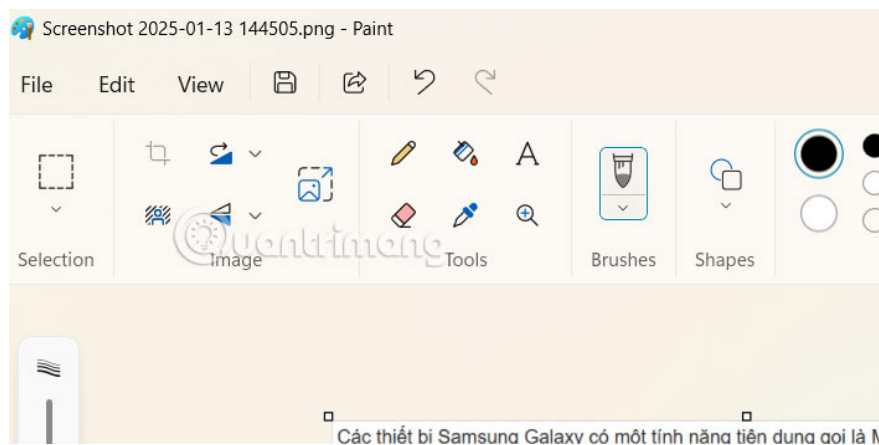 Screenshot 2025-01-13 144505.png - Paint
File Edit View
A
Quantrimang
Selection Image Tools Brushes Shapes
Các thiết bị Samsung Galaxy có một tính năng tiện dụng gọi là M